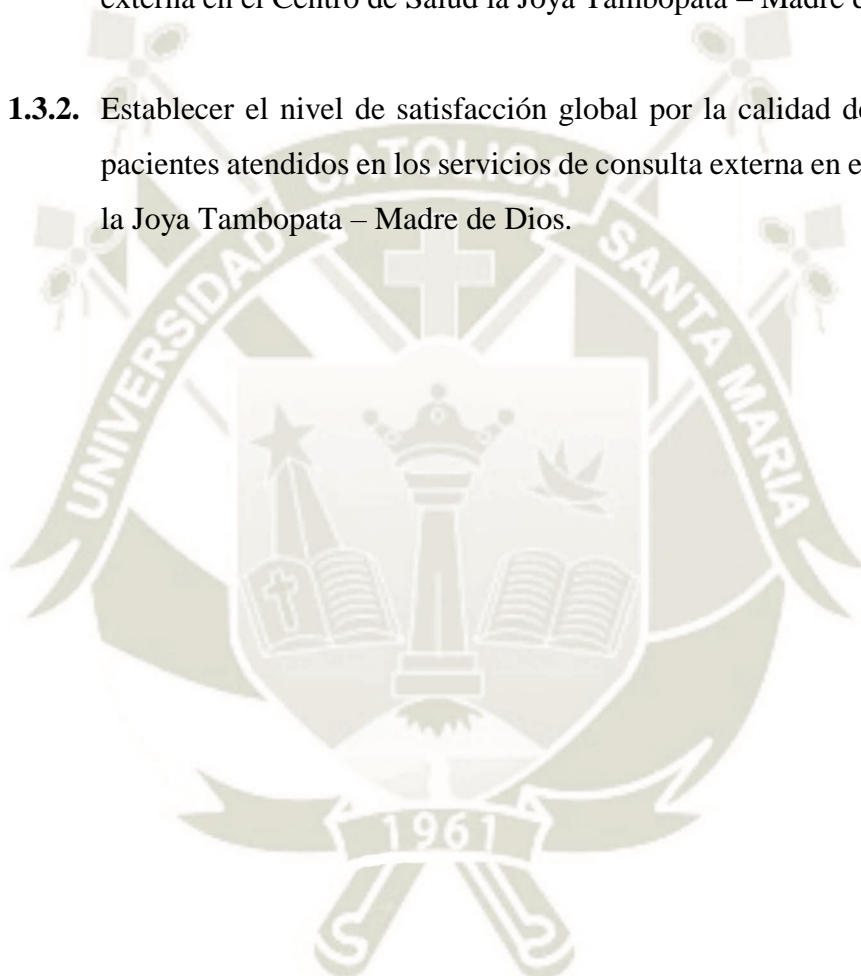 externa en el Centro de Salud la Joya Tambopata – Madre d
1.3.2. Establecer el nivel de satisfacción global por la calidad d
pacientes atendidos en los servicios de consulta externa en e
la Joya Tambopata – Madre de Dios.
UNIVERSIDAD CATOLICA SANTA MARIA
1961